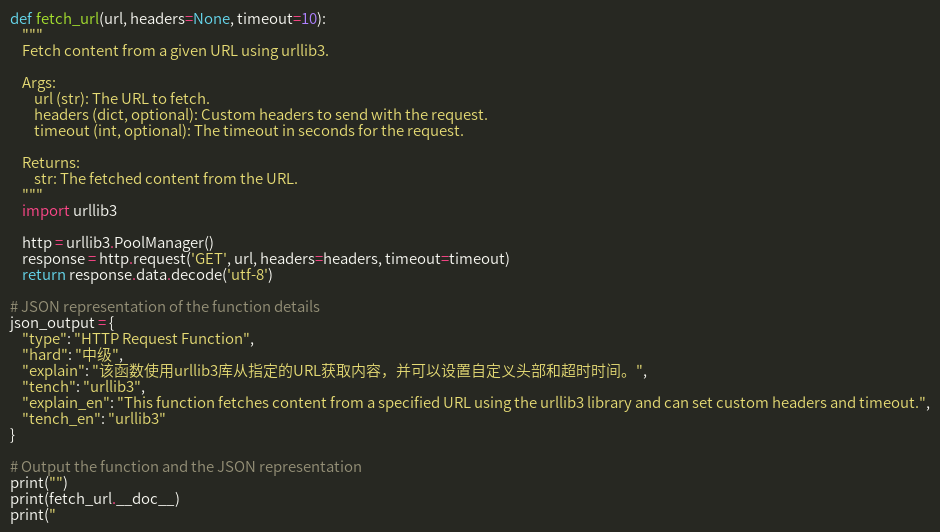 def fetch_url(url, headers=None, timeout=10):
"""
Fetch content from a given URL using urllib3.
Args:
url (str): The URL to fetch.
headers (dict, optional): Custom headers to send with the request.
timeout (int, optional): The timeout in seconds for the request.
Returns:
str: The fetched content from the URL.
"""
import urllib3
http = urllib3.PoolManager()
response = http.request('GET', url, headers=headers, timeout=timeout)
return response.data.decode('utf-8')
# JSON representation of the function details
json_output = {
"type": "HTTP Request Function",
"hard": "中级",
"explain": "该函数使用urllib3库从指定的URL获取内容，并可以设置自定义头部和超时时间。",
"tench": "urllib3",
"explain_en": "This function fetches content from a specified URL using the urllib3 library and can set custom headers and timeout.",
"tench_en": "urllib3"
}
# Output the function and the JSON representation
print("")
print(fetch_url.__doc__)
print("